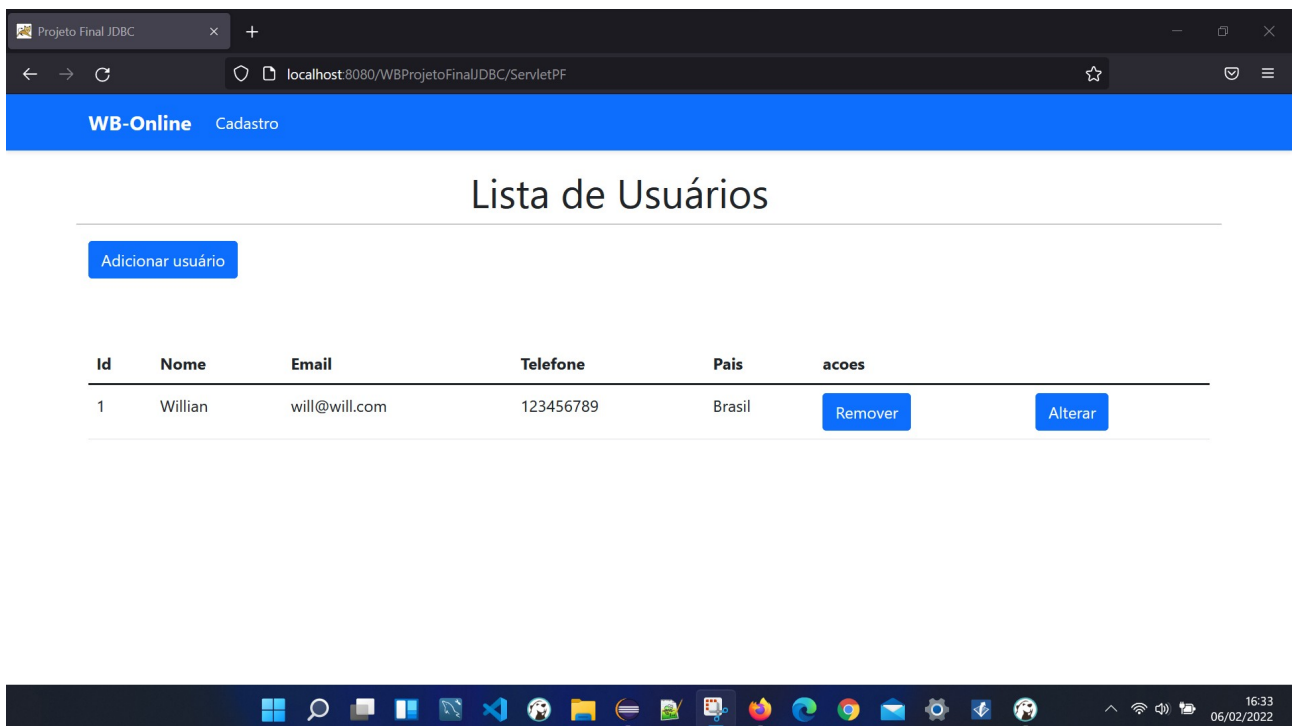 Projeto Final JDBC
localhost:8080/WBProjetoFinalJDBC/ServletPF
WB-Online Cadastro
Lista de Usuários
Adicionar usuário
Id Nome Email Telefone Pais acoes
1 Willian will@will.com 123456789 Brasil Remover Alterar
16:33
06/02/2022